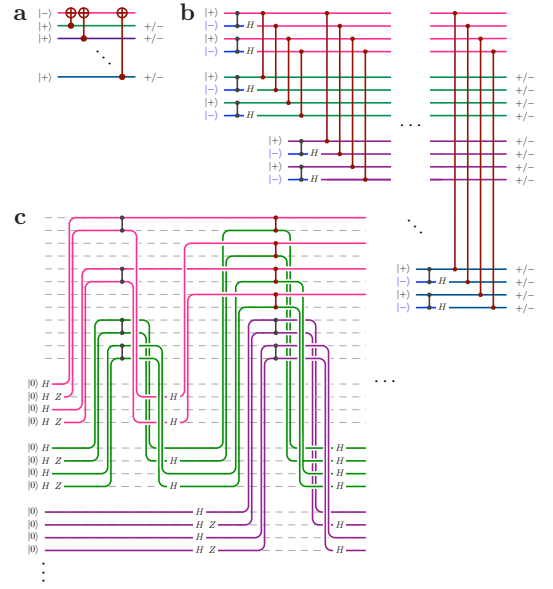 a
|−⟩
|+⟩ +/−
|+⟩ +/−
⋱
|+⟩ +/−
b
|+⟩
|−⟩ H
|+⟩
|−⟩ H
|+⟩ +/−
|−⟩ H +/−
|+⟩ +/−
|−⟩ H +/−
⋯
|+⟩ +/−
|−⟩ H +/−
|+⟩ +/−
|−⟩ H +/−
⋱
|+⟩ +/−
|−⟩ H +/−
|+⟩ +/−
|−⟩ H +/−
c
|0⟩ H
|0⟩ H Z H
|0⟩ H
|0⟩ H Z H
⋯
|0⟩ H H
|0⟩ H Z H H
|0⟩ H H
|0⟩ H Z H H
|0⟩ H
|0⟩ H Z H
|0⟩ H
|0⟩ H Z H
⋮